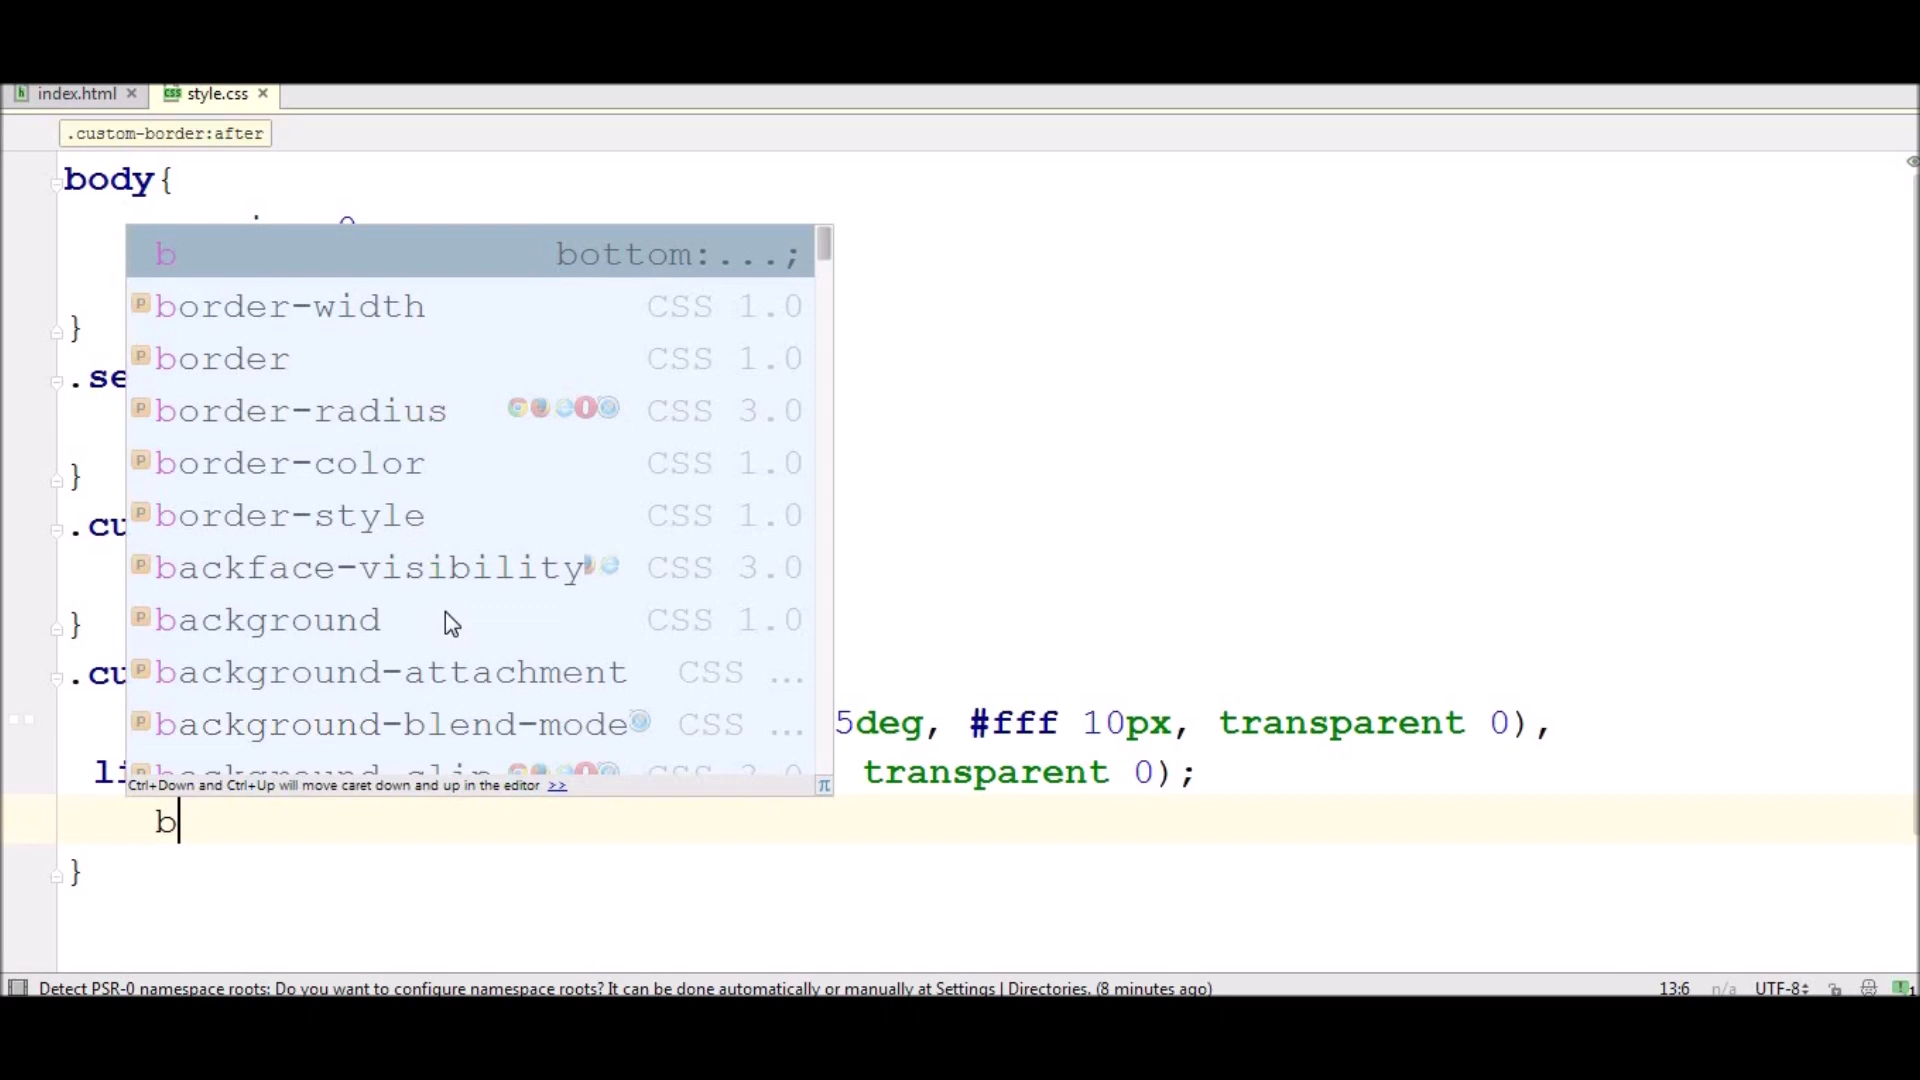 index.html
style.css
.custom-border:after
body{
b bottom:...;
border-width CSS 1.0
}
border CSS 1.0
.se
border-radius CSS 3.0
border-color CSS 1.0
}
border-style CSS 1.0
.cu
backface-visibility CSS 3.0
background CSS 1.0
}
background-attachment CSS ...
.cu
background-blend-mode CSS ...
5deg, #fff 10px, transparent 0),
li
transparent 0);
Ctrl+Down and Ctrl+Up will move caret down and up in the editor >>
π
b
}
Detect PSR-0 namespace roots: Do you want to configure namespace roots? It can be done automatically or manually at Settings | Directories. (8 minutes ago)
13:6 n/a UTF-8
1